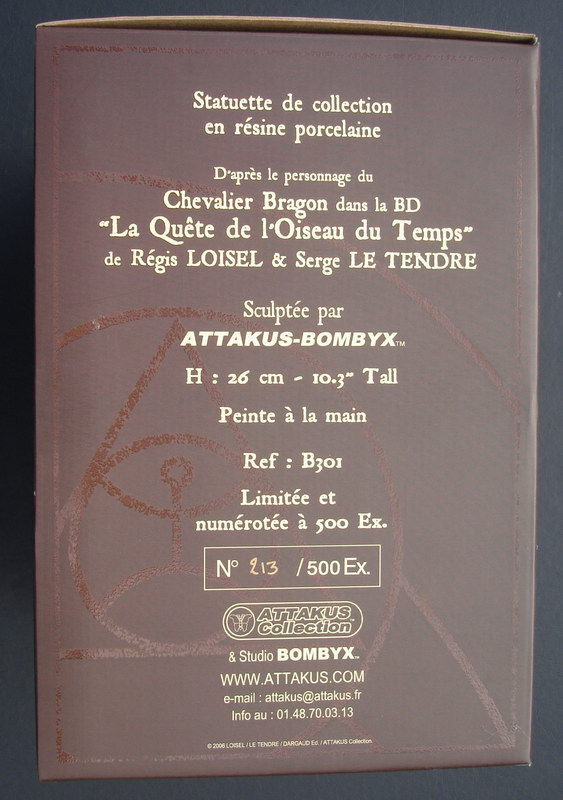 Statuette de collection
en résine porcelaine
D'après le personnage du
Chevalier Bragon dans la BD
"La Quête de l'Oiseau du Temps"
de Régis LOISEL & Serge LE TENDRE
Sculptée par
ATTAKUS-BOMBYX™
H : 26 cm - 10.3" Tall
Peinte à la main
Ref : B301
Limitée et
numérotée à 500 Ex.
N° 213 / 500 Ex.
ATTAKUS™
Collection
& Studio BOMBYX™
WWW.ATTAKUS.COM
e-mail : attakus@attakus.fr
Info au : 01.48.70.03.13
© 2006 LOISEL / LE TENDRE / DARGAUD Ed. / ATTAKUS Collection